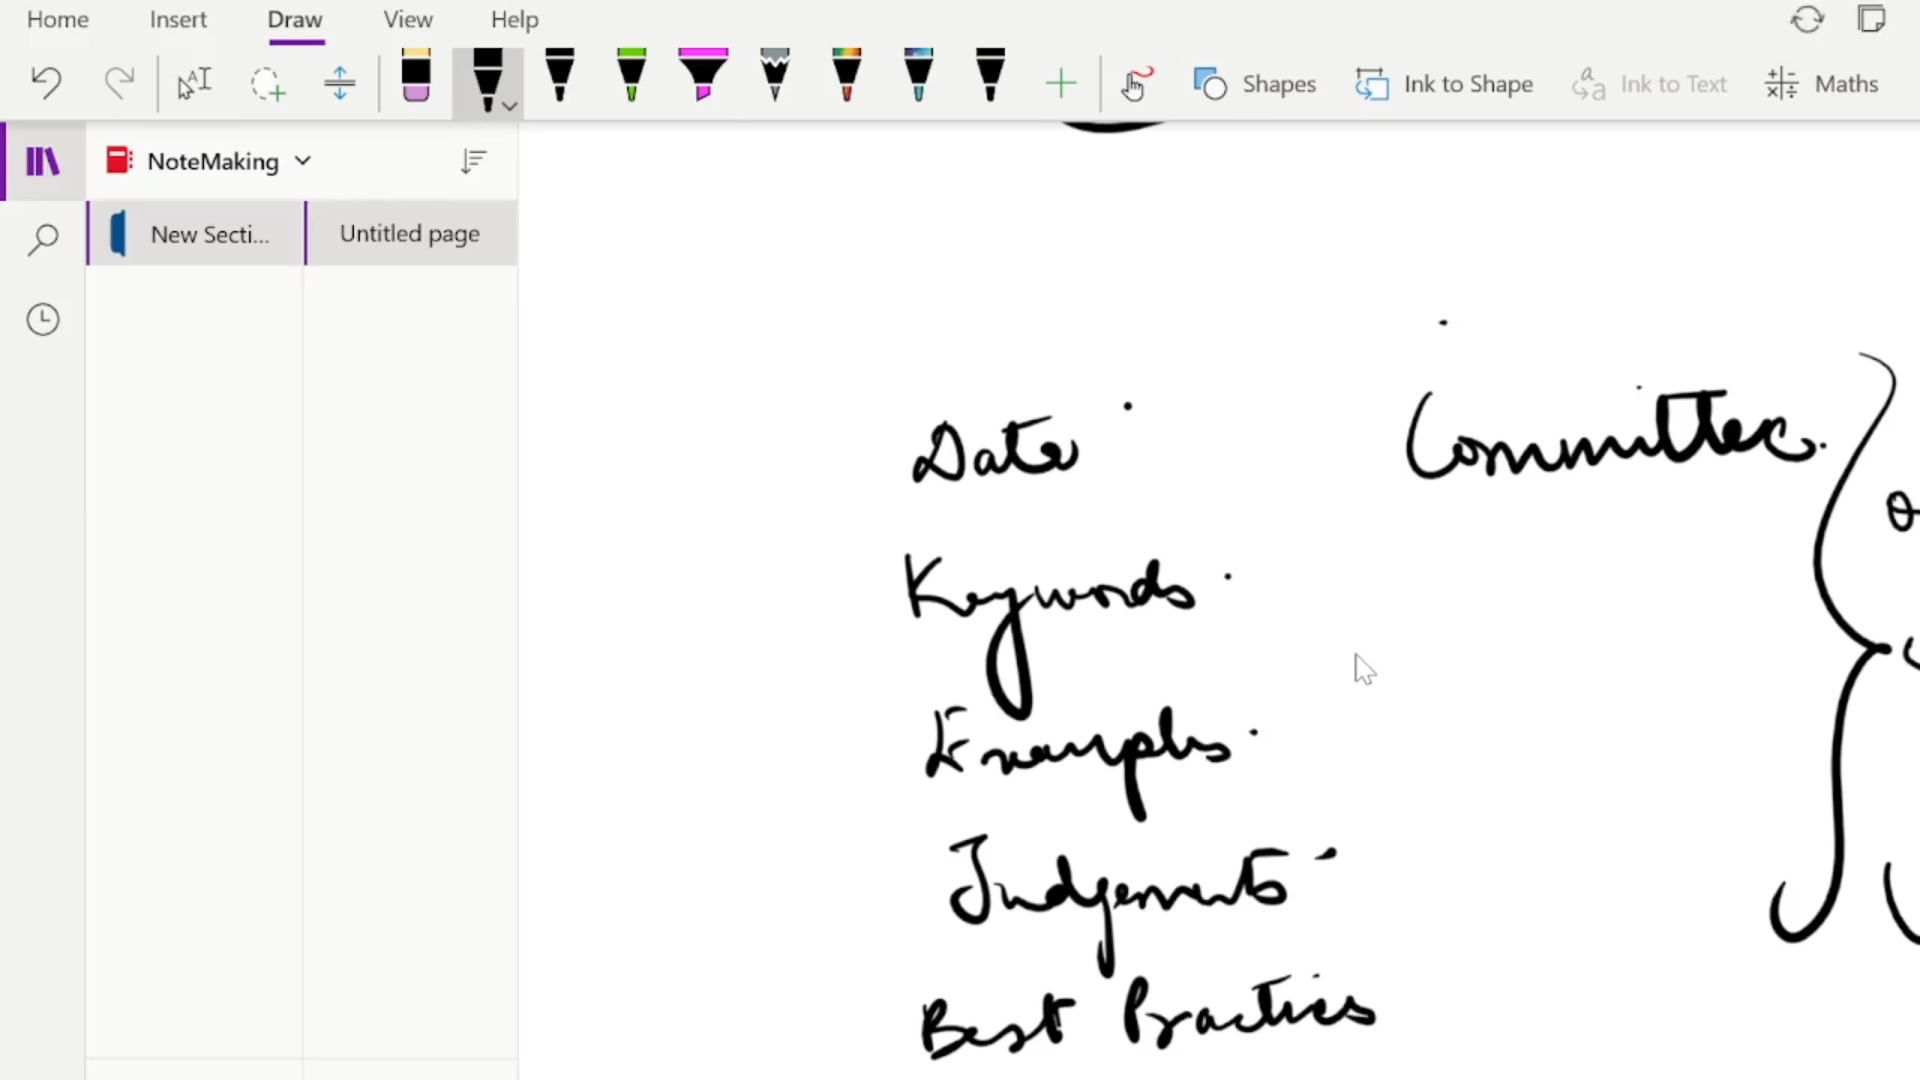 Home Insert Draw View Help
Shapes Ink to Shape Ink to Text Maths
NoteMaking
New Secti... Untitled page
Date Committee
Keywords
Examples
Judgements
Best Practices